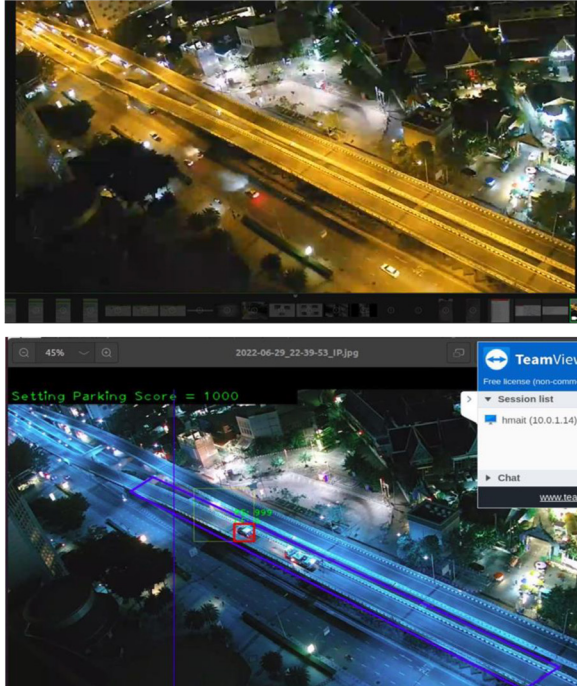 45%
2022-06-29_22-39-53_IP.jpg
TeamView
Free license (non-comm
Setting Parking Score = 1000
Session list
hmait (10.0.1.14)
Chat
www.tea